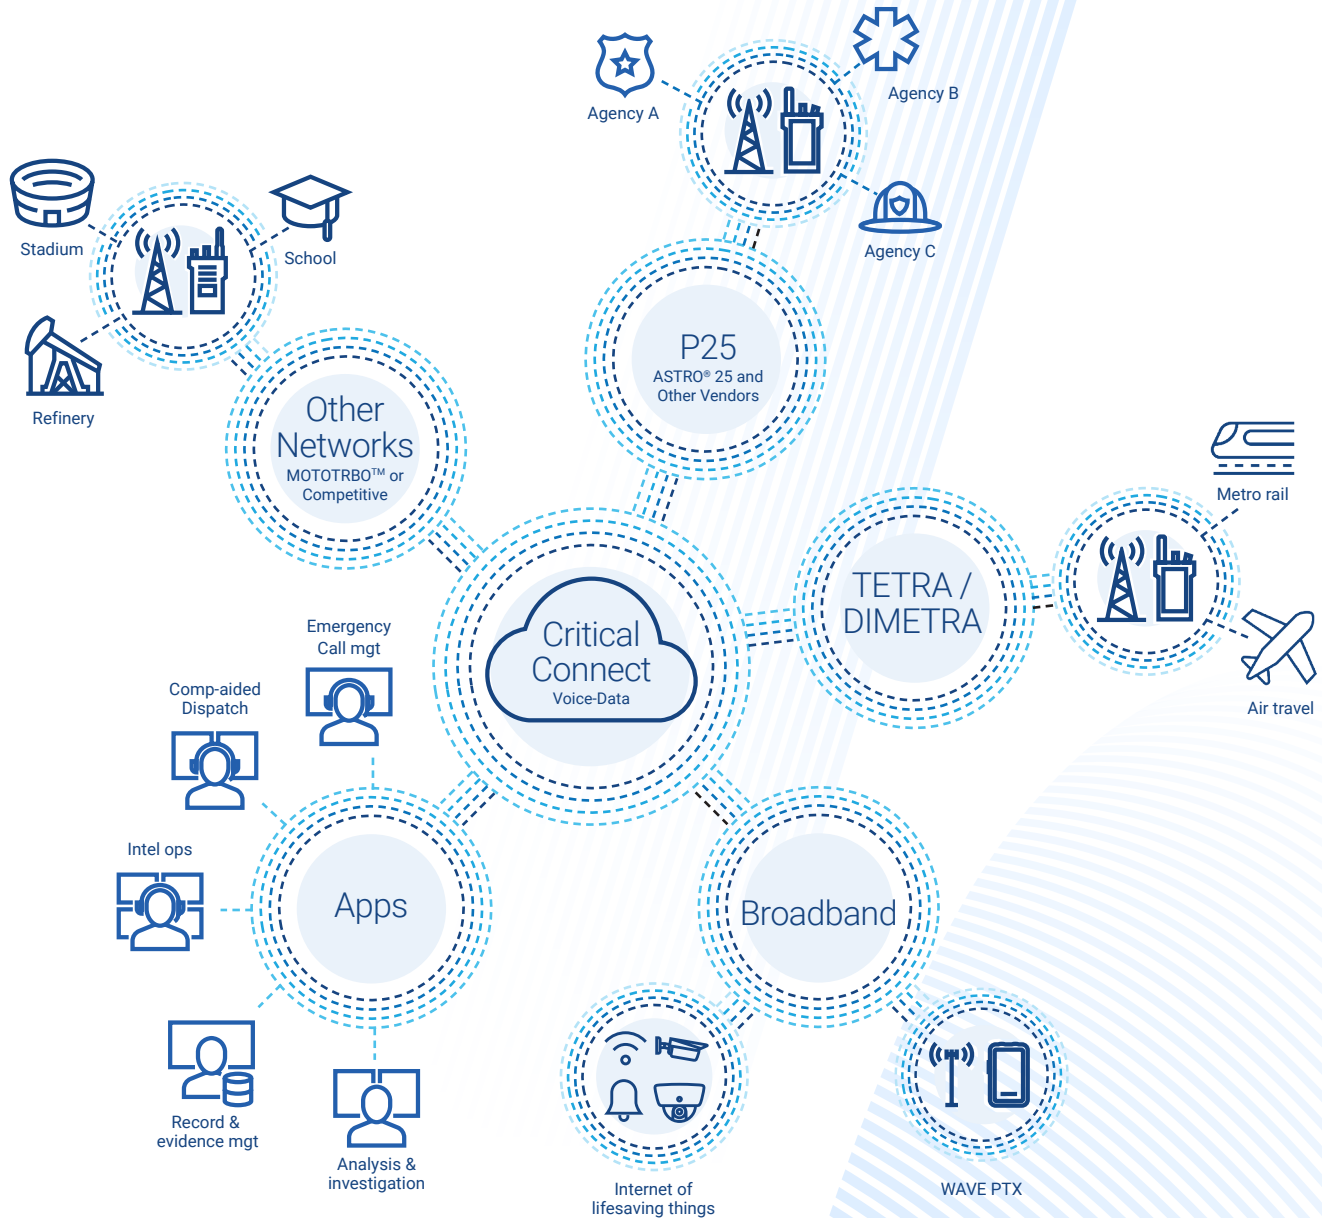 Agency A
Agency B
Agency C
Stadium
School
Refinery
P25
ASTRO® 25 and
Other Vendors
Other
Networks
MOTOTRBO™ or
Competitive
Metro rail
Air travel
TETRA /
DIMETRA
Critical
Connect
Voice-Data
Emergency
Call mgt
Comp-aided
Dispatch
Intel ops
Apps
Broadband
Record &
evidence mgt
Analysis &
investigation
Internet of
lifesaving things
WAVE PTX